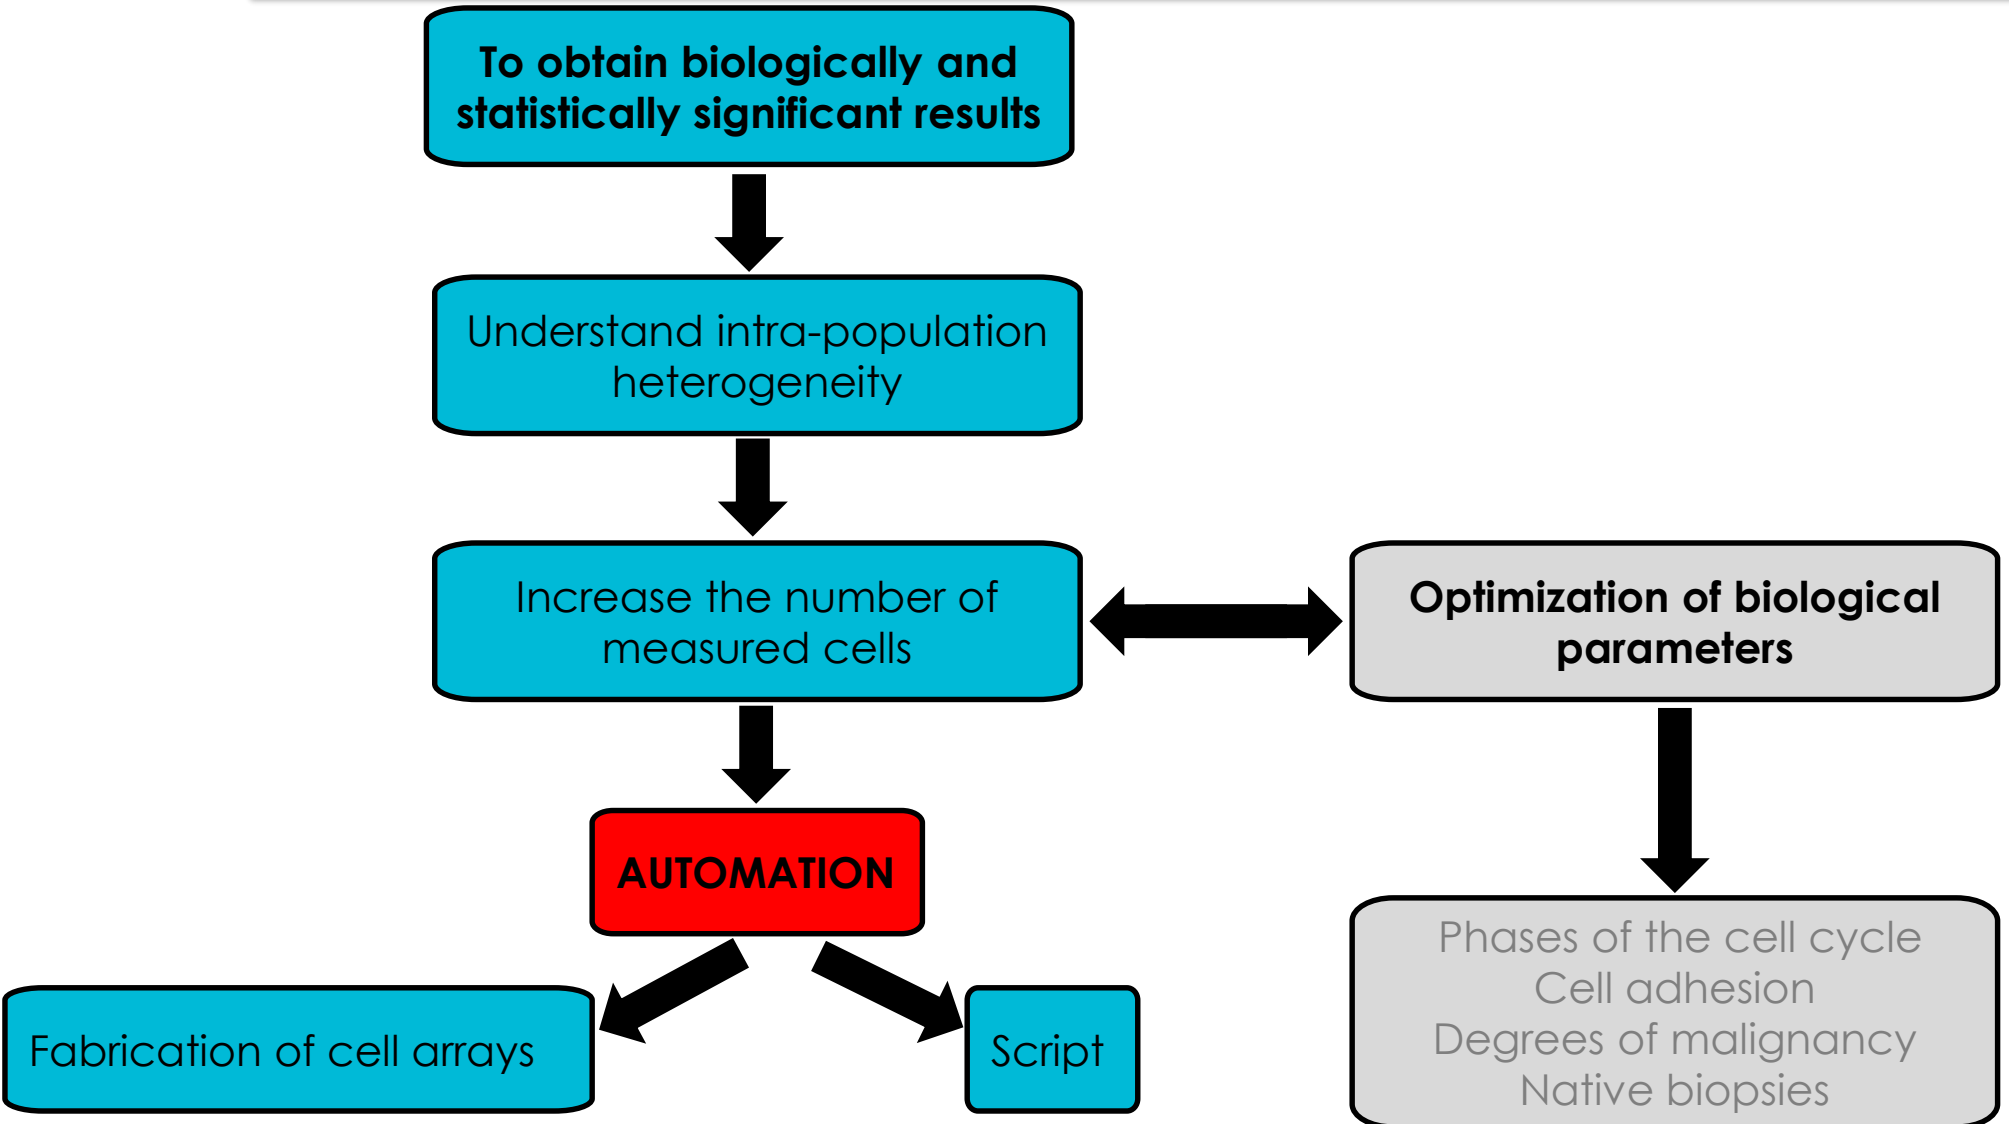 To obtain biologically and
statistically significant results
Understand intra-population
heterogeneity
Increase the number of
measured cells
Optimization of biological
parameters
AUTOMATION
Phases of the cell cycle
Cell adhesion
Degrees of malignancy
Native biopsies
Fabrication of cell arrays
Script